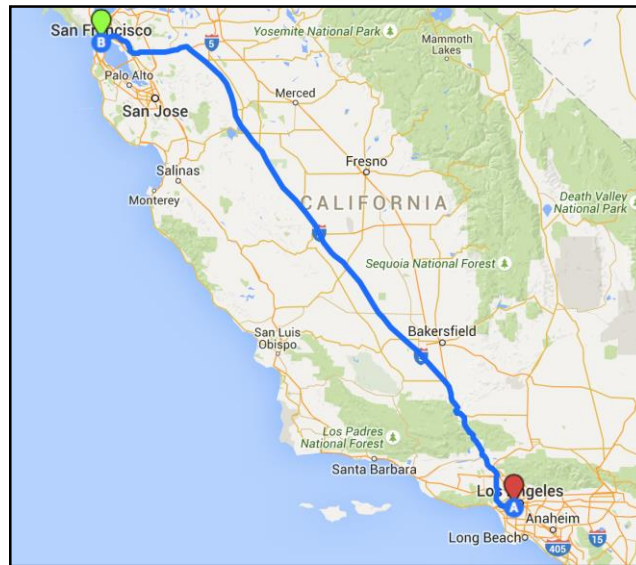 San Francisco
B
Palo Alto
San Jose
5
Yosemite National Park
Mammoth
Lakes
Merced
Salinas
Monterey
Fresno
CALIFORNIA
Death Valley
National Park
Sequoia National Forest
San Luis
Obispo
Bakersfield
Los Padres
National Forest
Santa Barbara
Los Angeles
A
Anaheim
Long Beach
405
15